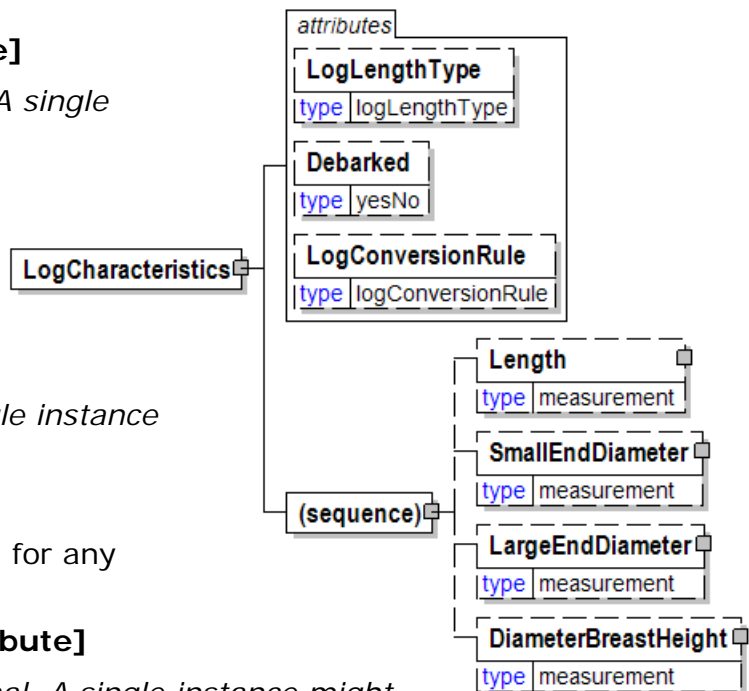 e]
A single
le instance
for any
bute]
al. A single instance might
attributes
LogLengthType
type logLengthType
Debarked
type yesNo
LogConversionRule
type logConversionRule
LogCharacteristics
(sequence)
Length
type measurement
SmallEndDiameter
type measurement
LargeEndDiameter
type measurement
DiameterBreastHeight
type measurement